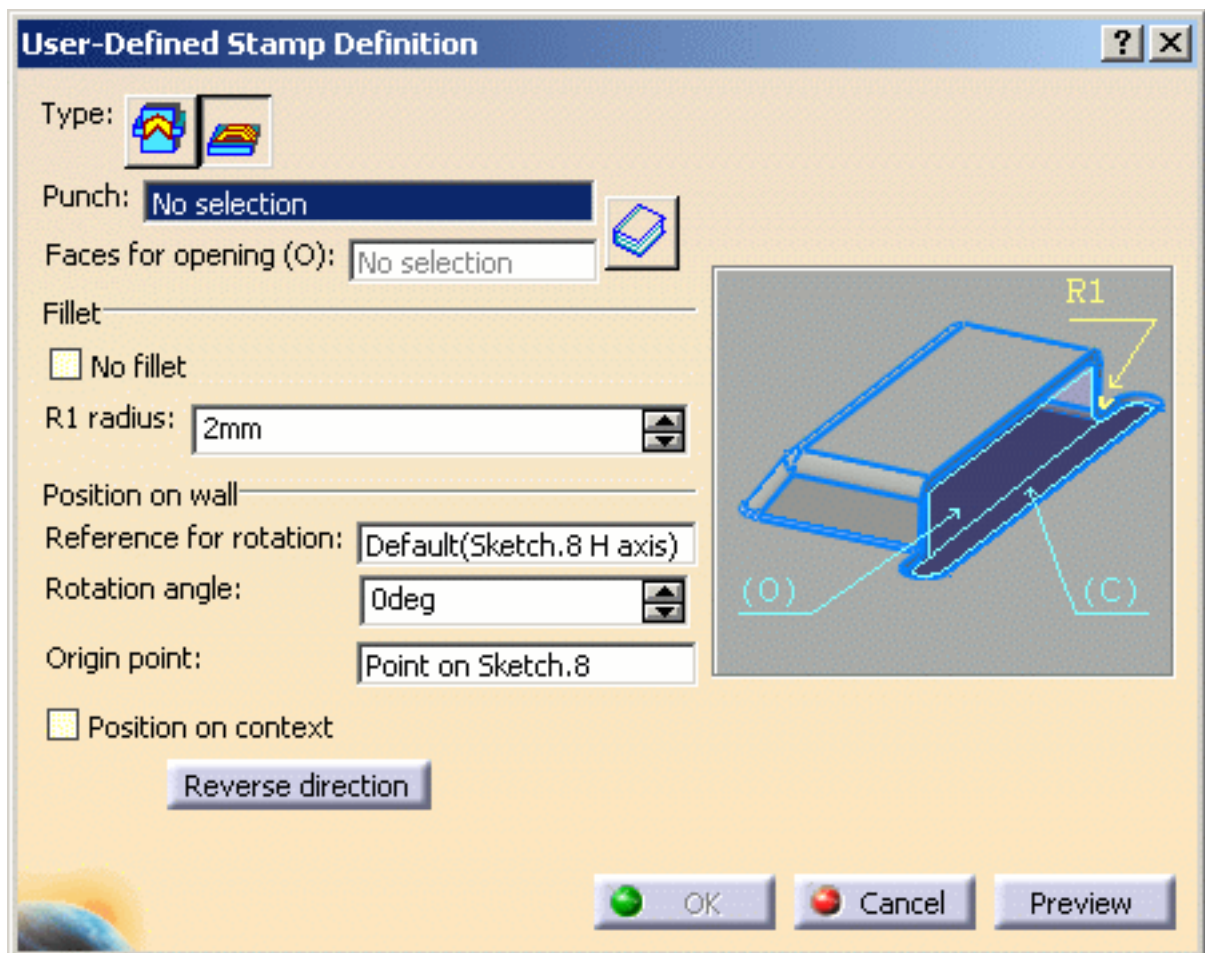 User-Defined Stamp Definition
Type:
Punch: No selection
Faces for opening (O): No selection
Fillet
No fillet
R1 radius: 2mm
Position on wall
Reference for rotation: Default(Sketch.8 H axis)
Rotation angle: 0deg
Origin point: Point on Sketch.8
Position on context
Reverse direction
R1
(O) (C)
OK Cancel Preview